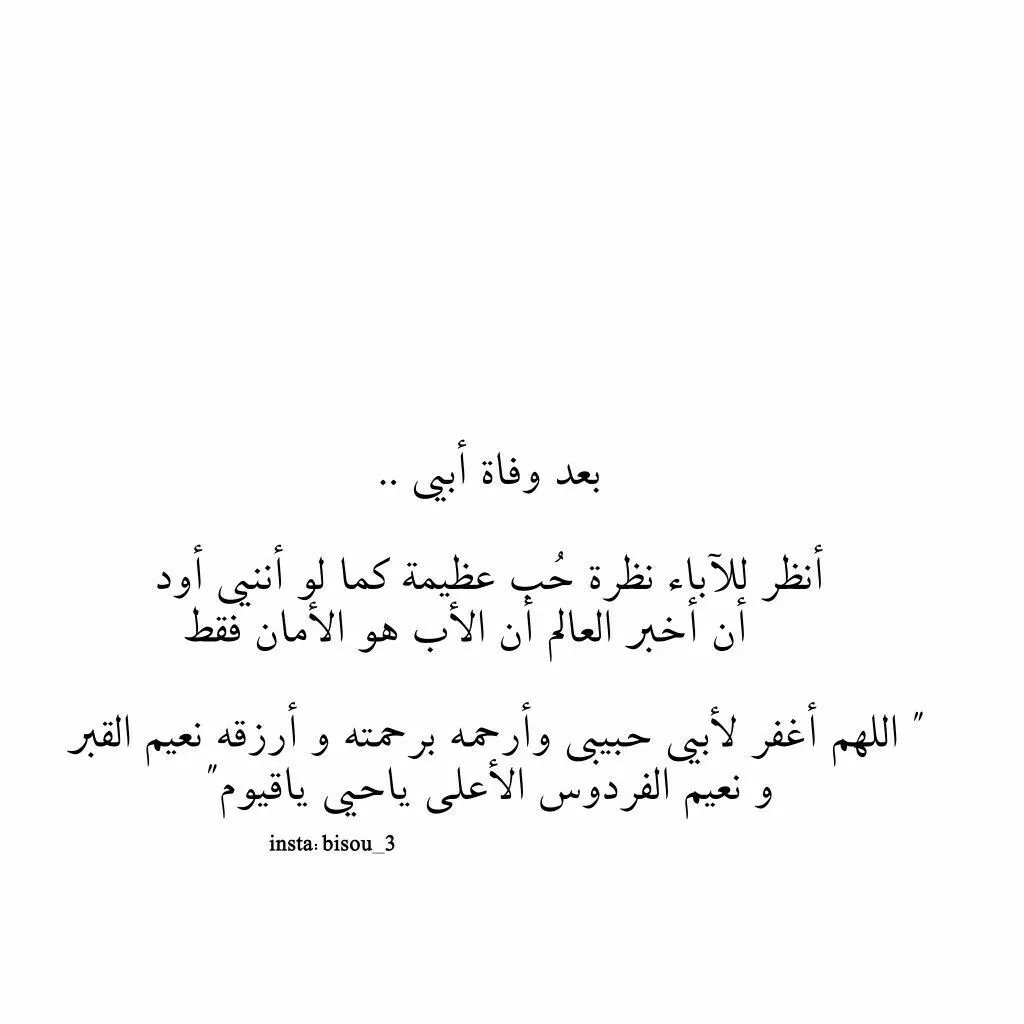 بعد وفاة أبي ..
أنظر للآباء نظرة حُب عظيمة كما لو أنني أود
أن أخبر العالم أن الأب هو الأمان فقط
" اللهم أغفر لأبي حبيبي وأرحمه برحمته و أرزقه نعيم القبر
و نعيم الفردوس الأعلى ياحي ياقيوم"
insta: bisou_3